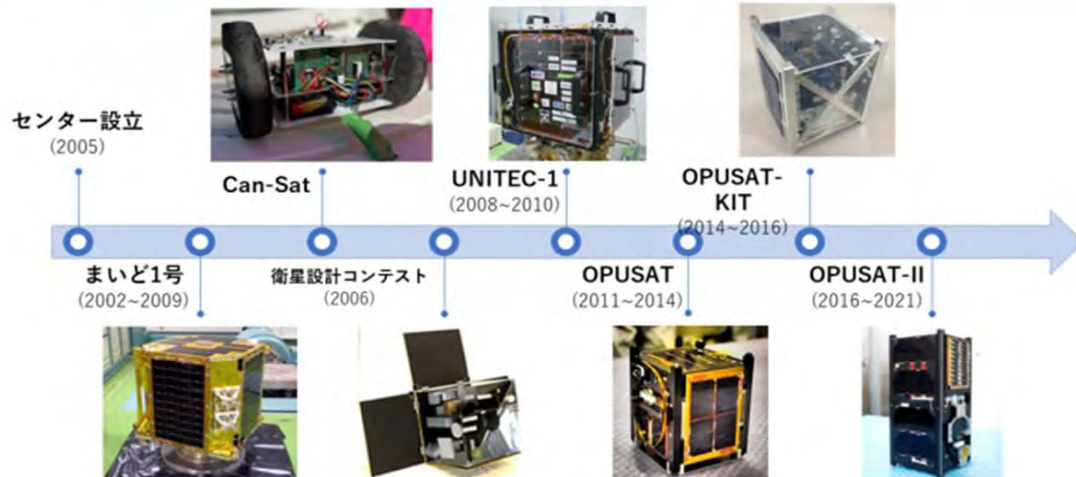 センター設立
(2005)
Can-Sat
UNITEC-1
(2008~2010)
OPUSAT-
KIT
(2014~2016)
まいど1号
(2002~2009)
衛星設計コンテスト
(2006)
OPUSAT
(2011~2014)
OPUSAT-II
(2016~2021)